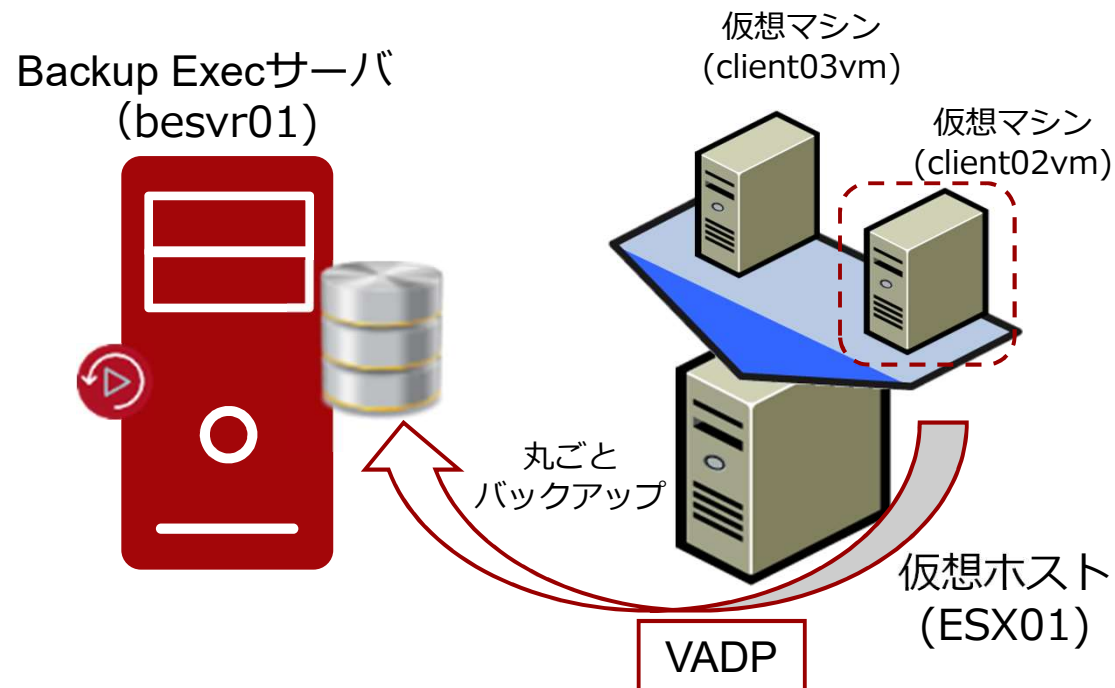 Backup Execサーバ
（besvr01）
仮想マシン
(client03vm)
仮想マシン
(client02vm)
丸ごと
バックアップ
仮想ホスト
(ESX01)
VADP